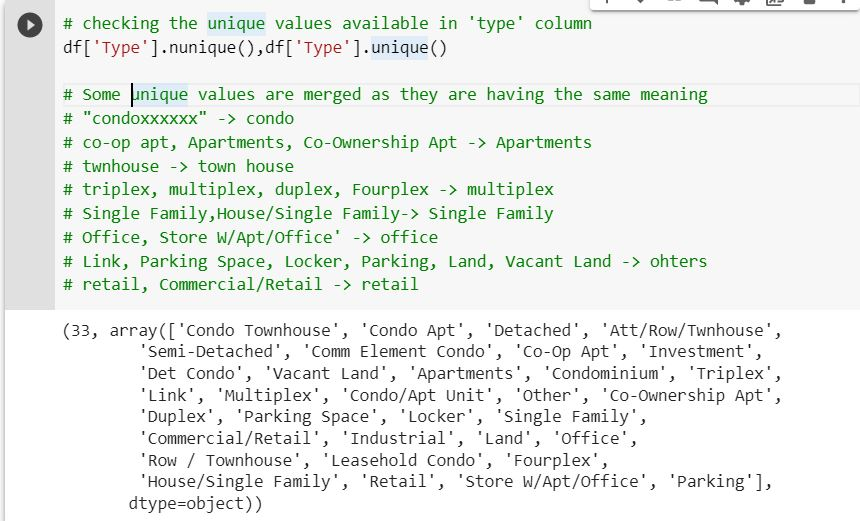 # checking the unique values available in 'type' column
df['Type'].nunique(),df['Type'].unique()
# Some unique values are merged as they are having the same meaning
# "condoxxxxxx" -> condo
# co-op apt, Apartments, Co-Ownership Apt -> Apartments
# twnhouse -> town house
# triplex, multiplex, duplex, Fourplex -> multiplex
# Single Family,House/Single Family-> Single Family
# Office, Store W/Apt/Office' -> office
# Link, Parking Space, Locker, Parking, Land, Vacant Land -> ohters
# retail, Commercial/Retail -> retail
(33, array(['Condo Townhouse', 'Condo Apt', 'Detached', 'Att/Row/Twnhouse',
'Semi-Detached', 'Comm Element Condo', 'Co-Op Apt', 'Investment',
'Det Condo', 'Vacant Land', 'Apartments', 'Condominium', 'Triplex',
'Link', 'Multiplex', 'Condo/Apt Unit', 'Other', 'Co-Ownership Apt',
'Duplex', 'Parking Space', 'Locker', 'Single Family',
'Commercial/Retail', 'Industrial', 'Land', 'Office',
'Row / Townhouse', 'Leasehold Condo', 'Fourplex',
'House/Single Family', 'Retail', 'Store W/Apt/Office', 'Parking'],
dtype=object))